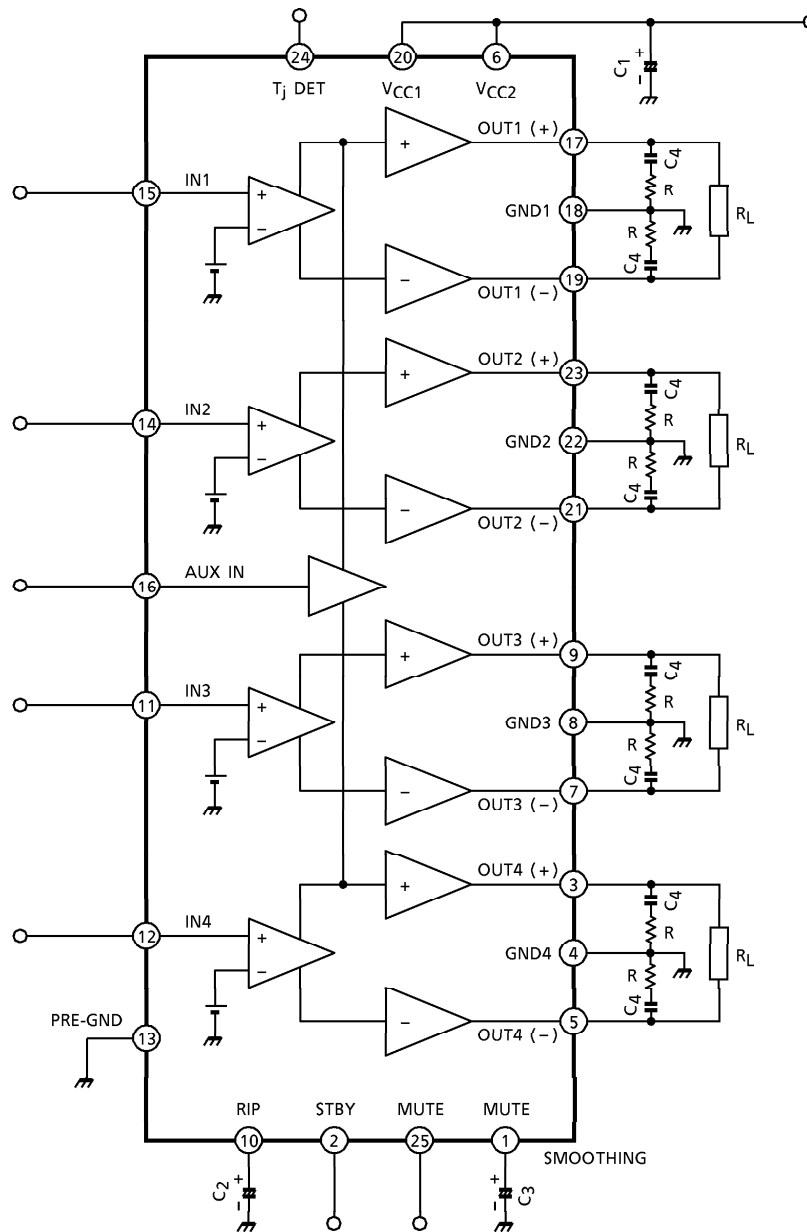 24 20 6
Tj DET VCC1 VCC2
C1 + -
OUT1 (+) 17
C4
R
15 IN1
+ -
+
GND1 18
RL
R
C4
-
19
OUT1 (-)
OUT2 (+) 23
C4
R
14 IN2
+ -
+
GND2 22
RL
R
C4
-
21
OUT2 (-)
16 AUX IN
OUT3 (+) 9
C4
R
11 IN3
+ -
+
GND3 8
RL
R
C4
-
7
OUT3 (-)
OUT4 (+) 3
C4
R
12 IN4
+ -
+
GND4 4
RL
R
C4
-
5
OUT4 (-)
PRE-GND
13
RIP STBY MUTE MUTE
10 2 25 1
SMOOTHING
C2 + -
+ - C3